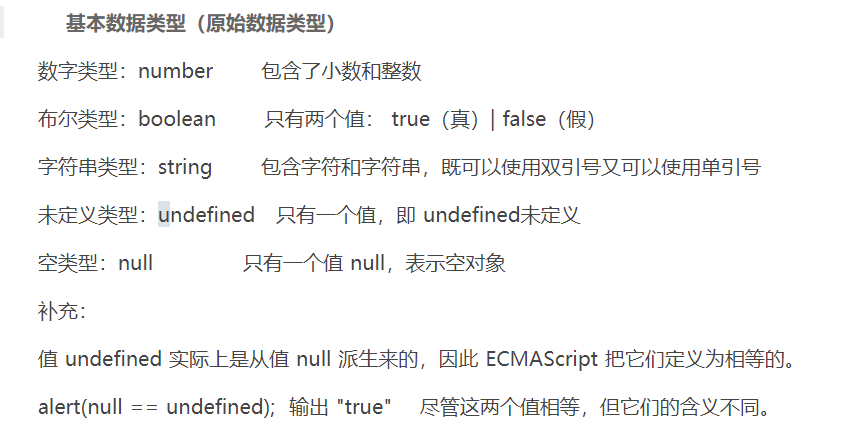 基本数据类型（原始数据类型）
数字类型：number 包含了小数和整数
布尔类型：boolean 只有两个值： true（真）| false（假）
字符串类型：string 包含字符和字符串，既可以使用双引号又可以使用单引号
未定义类型：undefined 只有一个值，即 undefined未定义
空类型：null 只有一个值 null，表示空对象
补充：
值 undefined 实际上是从值 null 派生来的，因此 ECMAScript 把它们定义为相等的。
alert(null == undefined); 输出 "true" 尽管这两个值相等，但它们的含义不同。